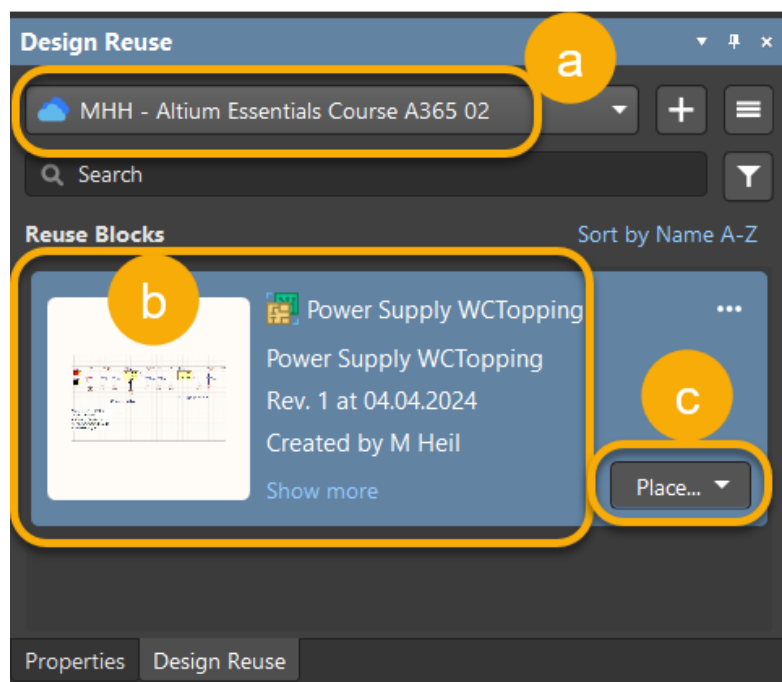 Design Reuse
a
MHH - Altium Essentials Course A365 02
Search
Reuse Blocks
Sort by Name A-Z
b
Power Supply WCTopping
Power Supply WCTopping
Rev. 1 at 04.04.2024
Created by M Heil
Show more
c
Place...
Properties
Design Reuse